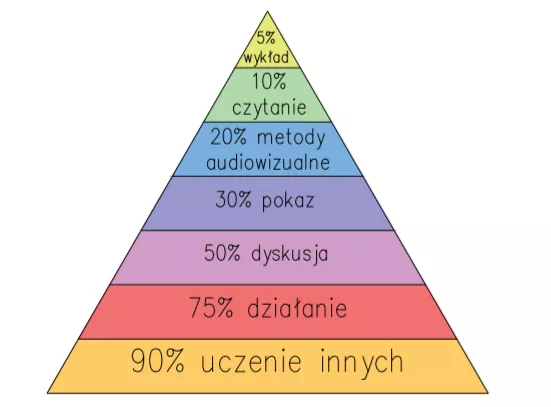 5%
wykład
10%
czytanie
20% metody
audiowizualne
30% pokaz
50% dyskusja
75% działanie
90% uczenie innych